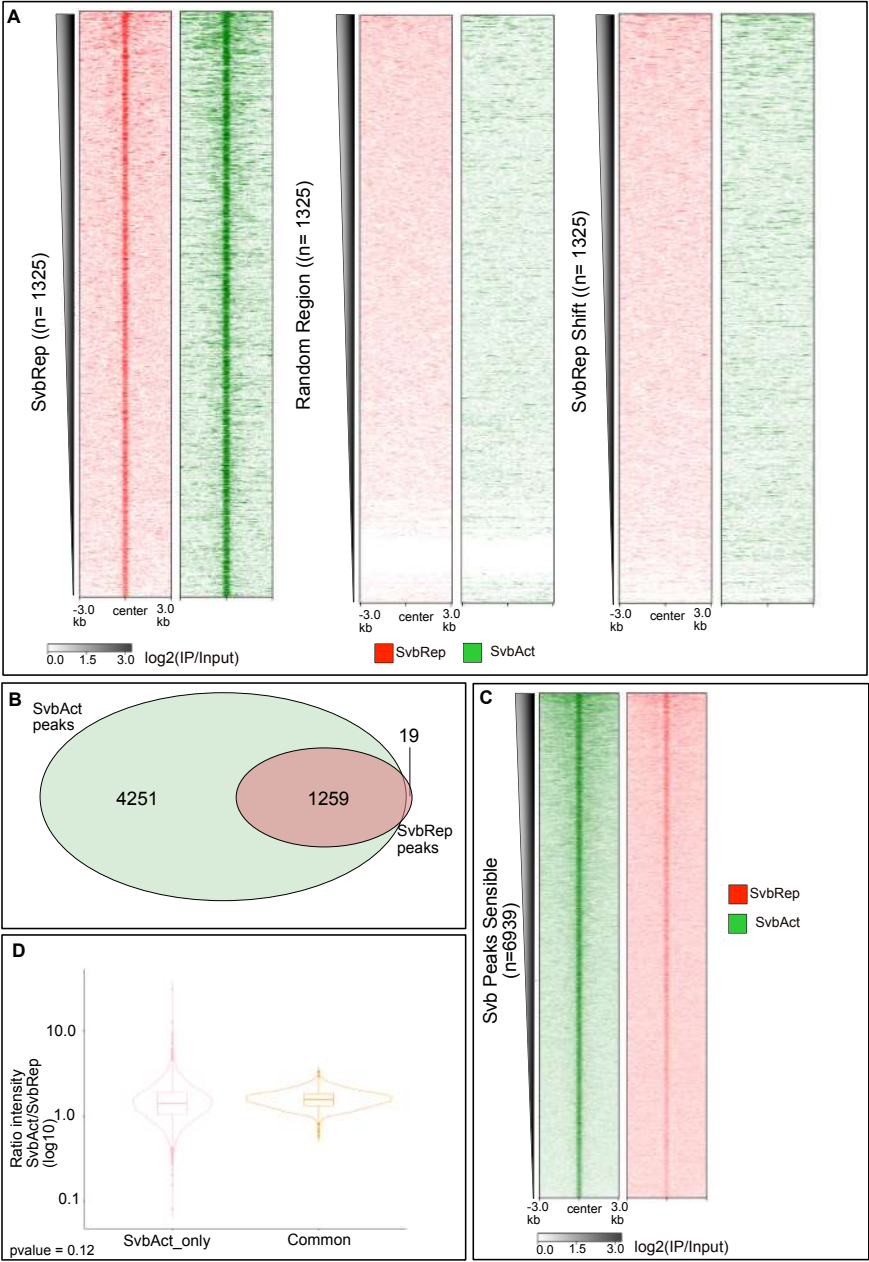 A
SvbRep ((n= 1325)
Random Region ((n= 1325)
SvbRep Shift ((n= 1325)
-3.0 center 3.0
kb kb
-3.0 center 3.0
kb kb
-3.0 center 3.0
kb kb
0.0 1.5 3.0 log2(IP/Input)
SvbRep SvbAct
B
SvbAct
peaks
19
4251
1259
SvbRep
peaks
C
Svb Peaks Sensible
(n=6939)
SvbRep
SvbAct
-3.0 center 3.0
kb kb
0.0 1.5 3.0 log2(IP/Input)
D
Ratio intensity
SvbAct/SvbRep
(log10)
10.0
1.0
0.1
SvbAct_only Common
pvalue = 0.12